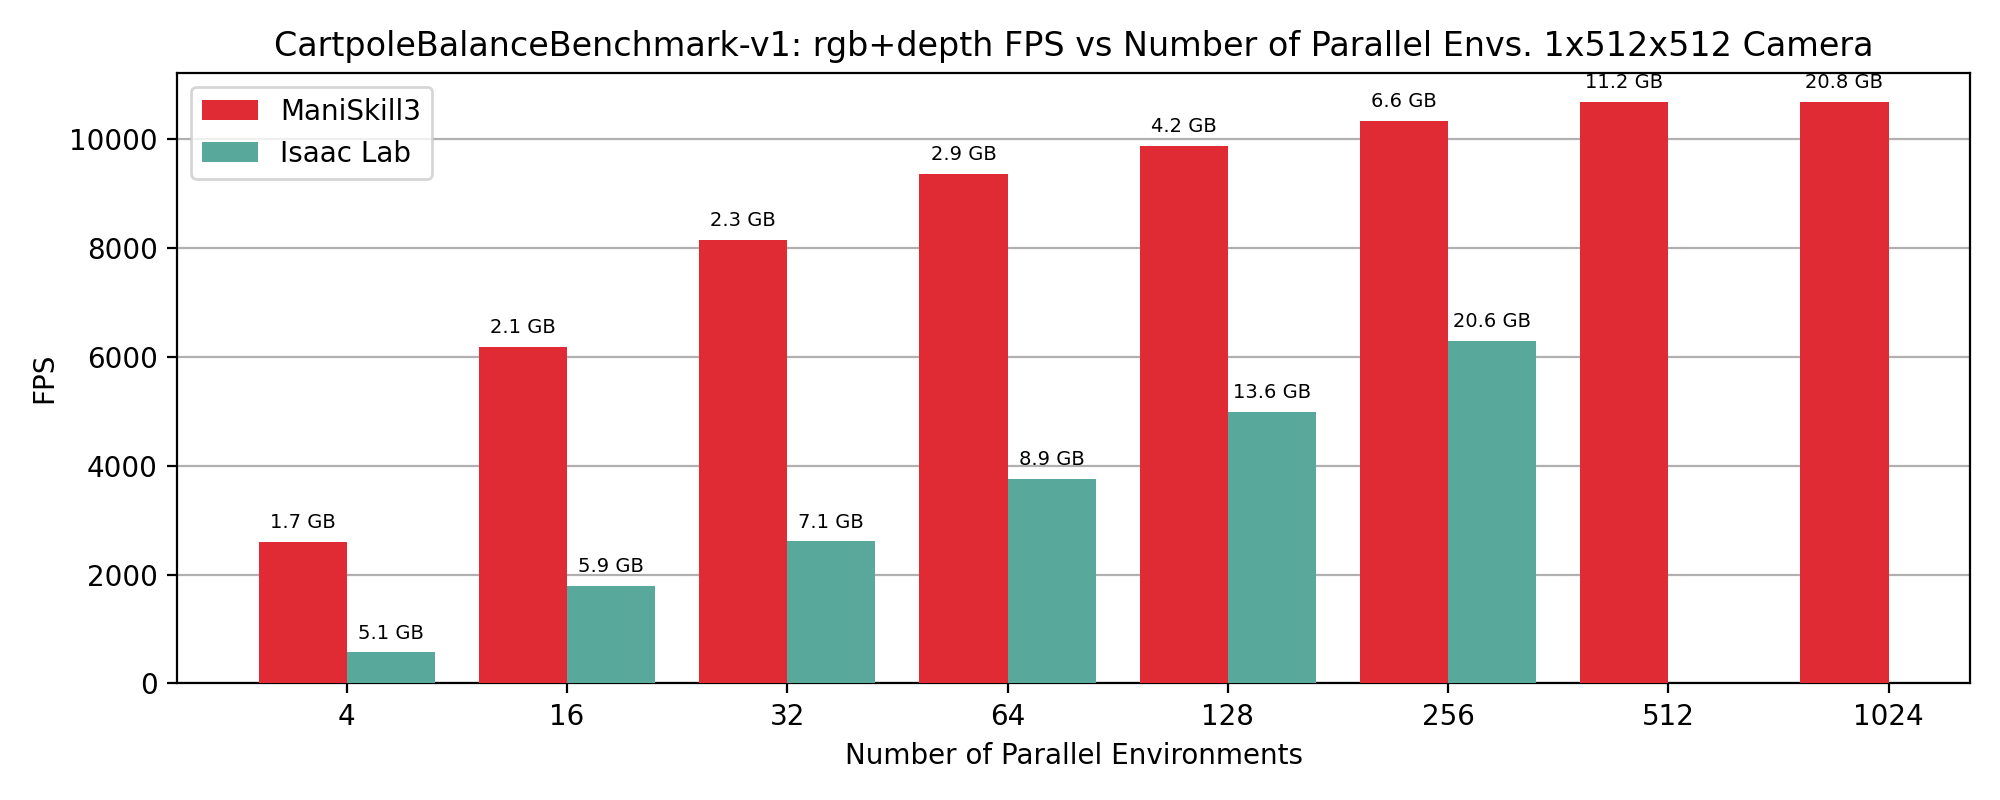 CartpoleBalanceBenchmark-v1: rgb+depth FPS vs Number of Parallel Envs. 1x512x512 Camera
ManiSkill3
Isaac Lab
FPS
10000
8000
6000
4000
2000
0
1.7 GB
5.1 GB
2.1 GB
5.9 GB
2.3 GB
7.1 GB
2.9 GB
8.9 GB
4.2 GB
13.6 GB
6.6 GB
20.6 GB
11.2 GB
20.8 GB
4 16 32 64 128 256 512 1024
Number of Parallel Environments